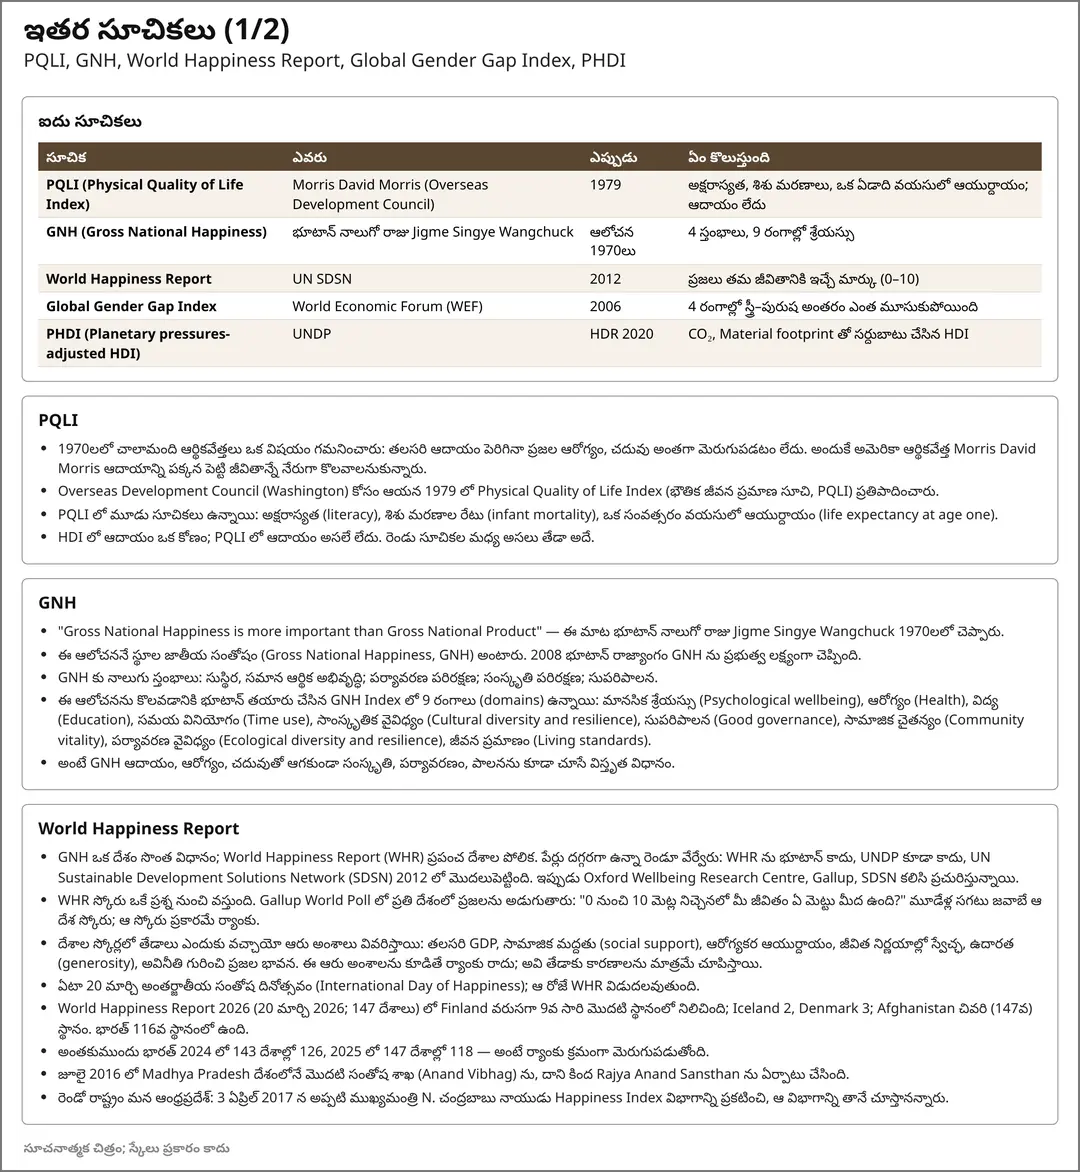 ఇతర సూచికలు (1/2)
PQLI, GNH, World Happiness Report, Global Gender Gap Index, PHDI
ఐదు సూచికలు
సూచిక ఎవరు ఎప్పుడు ఏం కొలుస్తుంది
PQLI (Physical Quality of Life Index) Morris David Morris (Overseas Development Council) 1979 అక్షరాస్యత, శిశు మరణాలు, ఒక ఏడాది వయసులో ఆయుర్దాయం; ఆదాయం లేదు
GNH (Gross National Happiness) భూటాన్ నాలుగో రాజు Jigme Singye Wangchuck ఆలోచన 1970లు 4 స్తంభాలు, 9 రంగాల్లో శ్రేయస్సు
World Happiness Report UN SDSN 2012 ప్రజలు తమ జీవితానికి ఇచ్చే మార్కు (0–10)
Global Gender Gap Index World Economic Forum (WEF) 2006 4 రంగాల్లో స్త్రీ–పురుష అంతరం ఎంత మూసుకుపోయింది
PHDI (Planetary pressures-adjusted HDI) UNDP HDR 2020 CO₂, Material footprint తో సర్దుబాటు చేసిన HDI
PQLI
• 1970లలో చాలామంది ఆర్థికవేత్తలు ఒక విషయం గమనించారు: తలసరి ఆదాయం పెరిగినా ప్రజల ఆరోగ్యం, చదువు అంతగా మెరుగుపడటం లేదు. అందుకే అమెరికా ఆర్థికవేత్త Morris David
Morris ఆదాయాన్ని పక్కన పెట్టి జీవితాన్నే నేరుగా కొలవాలనుకున్నారు.
• Overseas Development Council (Washington) కోసం ఆయన 1979 లో Physical Quality of Life Index (భౌతిక జీవన ప్రమాణ సూచి, PQLI) ప్రతిపాదించారు.
• PQLI లో మూడు సూచికలు ఉన్నాయి: అక్షరాస్యత (literacy), శిశు మరణాల రేటు (infant mortality), ఒక సంవత్సరం వయసులో ఆయుర్దాయం (life expectancy at age one).
• HDI లో ఆదాయం ఒక కోణం; PQLI లో ఆదాయం అసలే లేదు. రెండు సూచికల మధ్య అసలు తేడా అదే.
GNH
• "Gross National Happiness is more important than Gross National Product" — ఈ మాట భూటాన్ నాలుగో రాజు Jigme Singye Wangchuck 1970లలో చెప్పారు.
• ఈ ఆలోచననే స్థూల జాతీయ సంతోషం (Gross National Happiness, GNH) అంటారు. 2008 భూటాన్ రాజ్యాంగం GNH ను ప్రభుత్వ లక్ష్యంగా చెప్పింది.
• GNH కు నాలుగు స్తంభాలు: సుస్థిర, సమాన ఆర్థిక అభివృద్ధి; పర్యావరణ పరిరక్షణ; సంస్కృతి పరిరక్షణ; సుపరిపాలన.
• ఈ ఆలోచనను కొలవడానికి భూటాన్ తయారు చేసిన GNH Index లో 9 రంగాలు (domains) ఉన్నాయి: మానసిక శ్రేయస్సు (Psychological wellbeing), ఆరోగ్యం (Health), విద్య
(Education), సమయ వినియోగం (Time use), సాంస్కృతిక వైవిధ్యం (Cultural diversity and resilience), సుపరిపాలన (Good governance), సామాజిక చైతన్యం (Community
vitality), పర్యావరణ వైవిధ్యం (Ecological diversity and resilience), జీవన ప్రమాణం (Living standards).
• అంటే GNH ఆదాయం, ఆరోగ్యం, చదువుతో ఆగకుండా సంస్కృతి, పర్యావరణం, పాలనను కూడా చూసే విస్తృత విధానం.
World Happiness Report
• GNH ఒక దేశం సొంత విధానం; World Happiness Report (WHR) ప్రపంచ దేశాల పోలిక. పేర్లు దగ్గరగా ఉన్నా రెండూ వేర్వేరు: WHR ను భూటాన్ కాదు, UNDP కూడా కాదు, UN
Sustainable Development Solutions Network (SDSN) 2012 లో మొదలుపెట్టింది. ఇప్పుడు Oxford Wellbeing Research Centre, Gallup, SDSN కలిసి ప్రచురిస్తున్నాయి.
• WHR స్కోరు ఒకే ప్రశ్న నుంచి వస్తుంది. Gallup World Poll లో ప్రతి దేశంలో ప్రజలను అడుగుతారు: "0 నుంచి 10 మెట్ల నిచ్చెనలో మీ జీవితం ఏ మెట్టు మీద ఉంది?" మూడేళ్ల సగటు జవాబే ఆ
దేశ స్కోరు; ఆ స్కోరు ప్రకారమే ర్యాంకు.
• దేశాల స్కోర్లలో తేడాలు ఎందుకు వచ్చాయో ఆరు అంశాలు వివరిస్తాయి: తలసరి GDP, సామాజిక మద్దతు (social support), ఆరోగ్యకర ఆయుర్దాయం, జీవిత నిర్ణయాల్లో స్వేచ్ఛ, ఉదారత
(generosity), అవినీతి గురించి ప్రజల భావన. ఈ ఆరు అంశాలను కూడితే ర్యాంకు రాదు; అవి తేడాకు కారణాలను మాత్రమే చూపిస్తాయి.
• ఏటా 20 మార్చి అంతర్జాతీయ సంతోష దినోత్సవం (International Day of Happiness); ఆ రోజే WHR విడుదలవుతుంది.
• World Happiness Report 2026 (20 మార్చి 2026; 147 దేశాలు) లో Finland వరుసగా 9వ సారి మొదటి స్థానంలో నిలిచింది; Iceland 2, Denmark 3; Afghanistan చివరి (147వ)
స్థానం. భారత్ 116వ స్థానంలో ఉంది.
• అంతకుముందు భారత్ 2024 లో 143 దేశాల్లో 126, 2025 లో 147 దేశాల్లో 118 — అంటే ర్యాంకు క్రమంగా మెరుగుపడుతోంది.
• జూలై 2016 లో Madhya Pradesh దేశంలోనే మొదటి సంతోష శాఖ (Anand Vibhag) ను, దాని కింద Rajya Anand Sansthan ను ఏర్పాటు చేసింది.
• రెండో రాష్ట్రం మన ఆంధ్రప్రదేశ్: 3 ఏప్రిల్ 2017 న అప్పటి ముఖ్యమంత్రి N. చంద్రబాబు నాయుడు Happiness Index విభాగాన్ని ప్రకటించి, ఆ విభాగాన్ని తానే చూస్తానన్నారు.
సూచనాత్మక చిత్రం; స్కేలు ప్రకారం కాదు